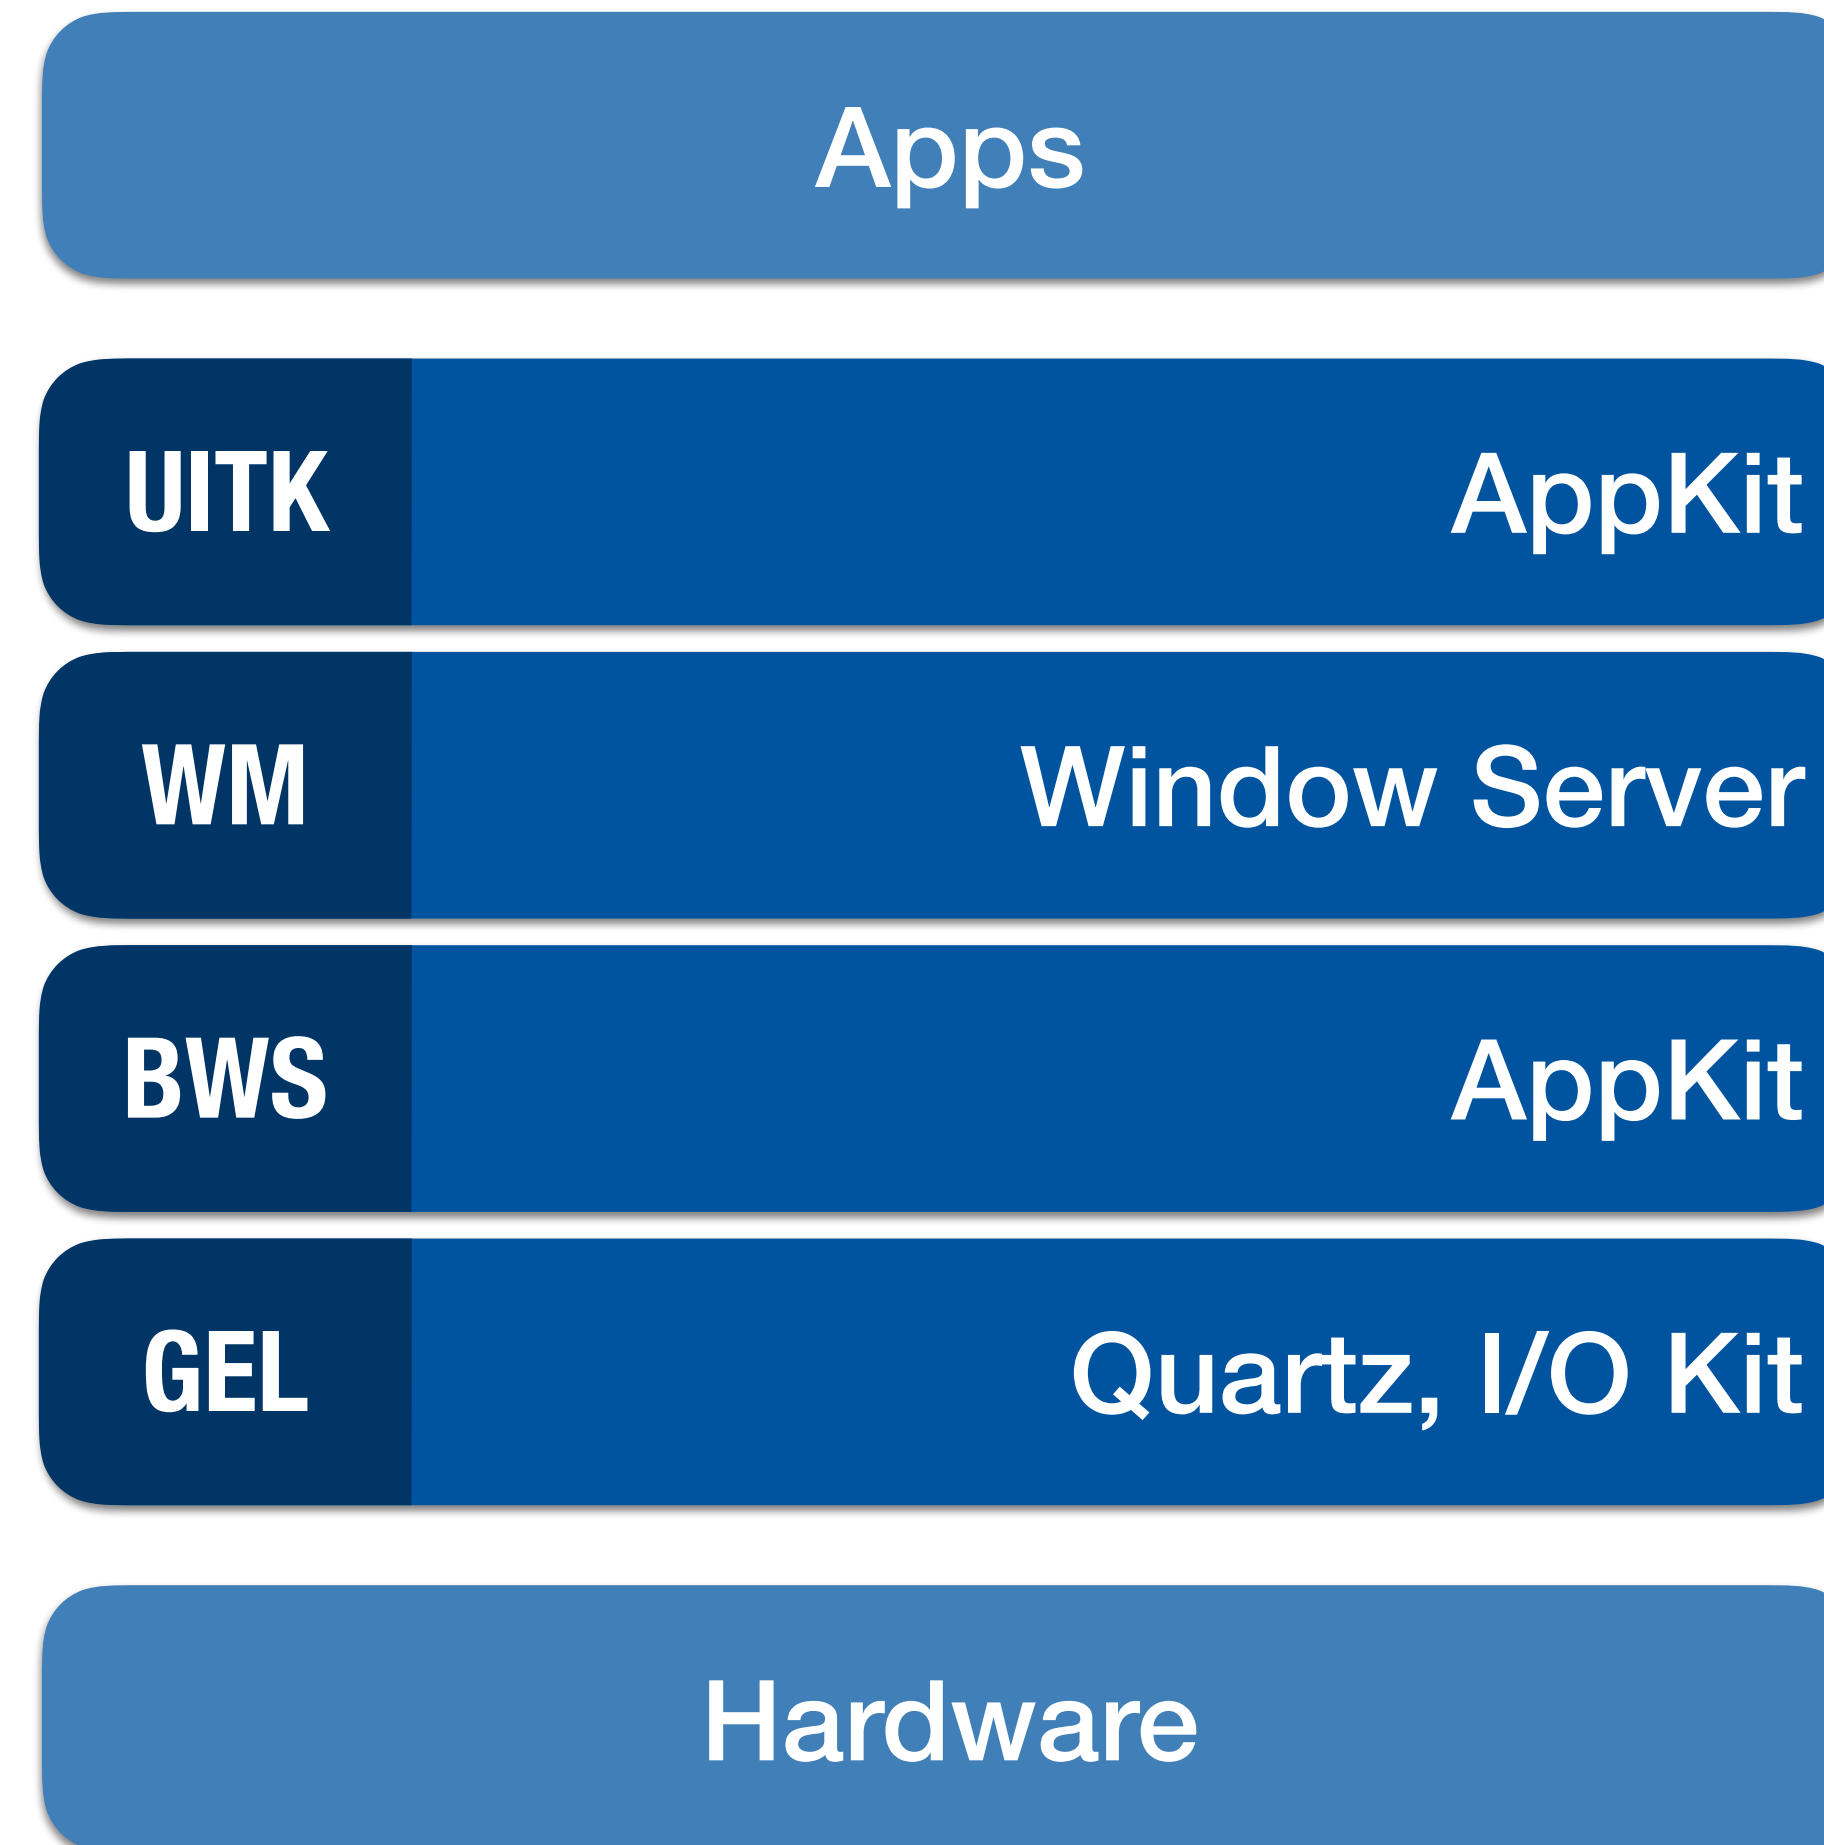 Apps
UITK AppKit
WM Window Server
BWS AppKit
GEL Quartz, I/O Kit
Hardware